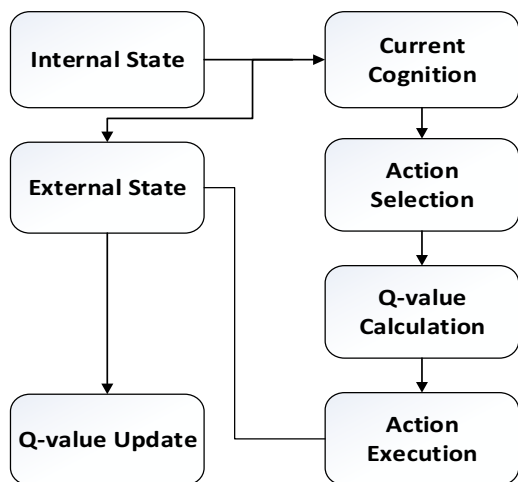 Internal State
Current
Cognition
External State
Action
Selection
Q-value
Calculation
Q-value Update
Action
Execution